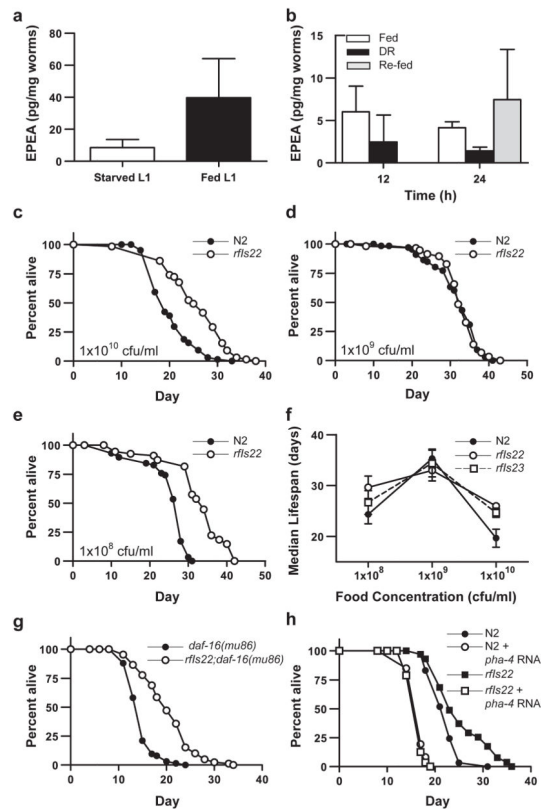 a
EPEA (pg/mg worms)
80
60
40
20
0
Starved L1
Fed L1
b
EPEA (pg/mg worms)
15
10
5
0
Fed
DR
Re-fed
12
24
Time (h)
c
Percent alive
100
75
50
25
0
N2
rfIs22
1x10¹⁰ cfu/ml
0
10
20
30
40
Day
d
Percent alive
100
75
50
25
0
N2
rfIs22
1x10⁹ cfu/ml
0
10
20
30
40
50
Day
e
Percent alive
100
75
50
25
0
N2
rfIs22
1x10⁸ cfu/ml
0
10
20
30
40
50
Day
f
Median Lifespan (days)
40
30
20
N2
rfIs22
rfIs23
1x10⁸
1x10⁹
1x10¹⁰
Food Concentration (cfu/ml)
g
Percent alive
100
75
50
25
0
daf-16(mu86)
rfIs22;daf-16(mu86)
0
10
20
30
40
Day
h
Percent alive
100
75
50
25
0
N2
N2 +
pha-4 RNA
rfIs22
rfIs22 +
pha-4 RNA
0
10
20
30
40
Day